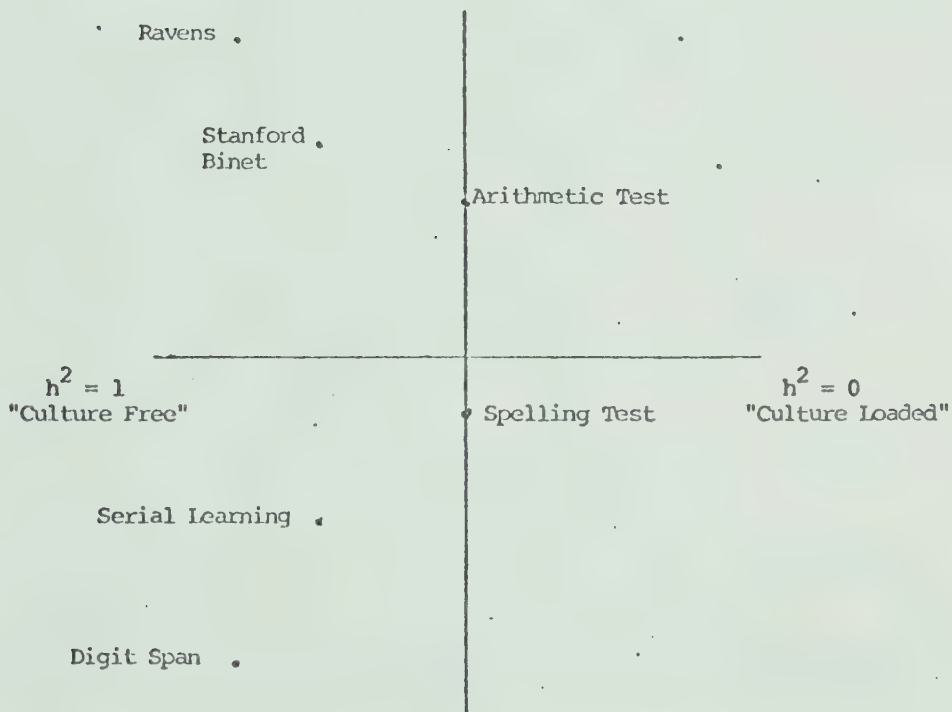 Ravens
Stanford
Binet
Arithmetic Test
h² = 1
"Culture Free"
h² = 0
"Culture Loaded"
Spelling Test
Serial Learning
Digit Span